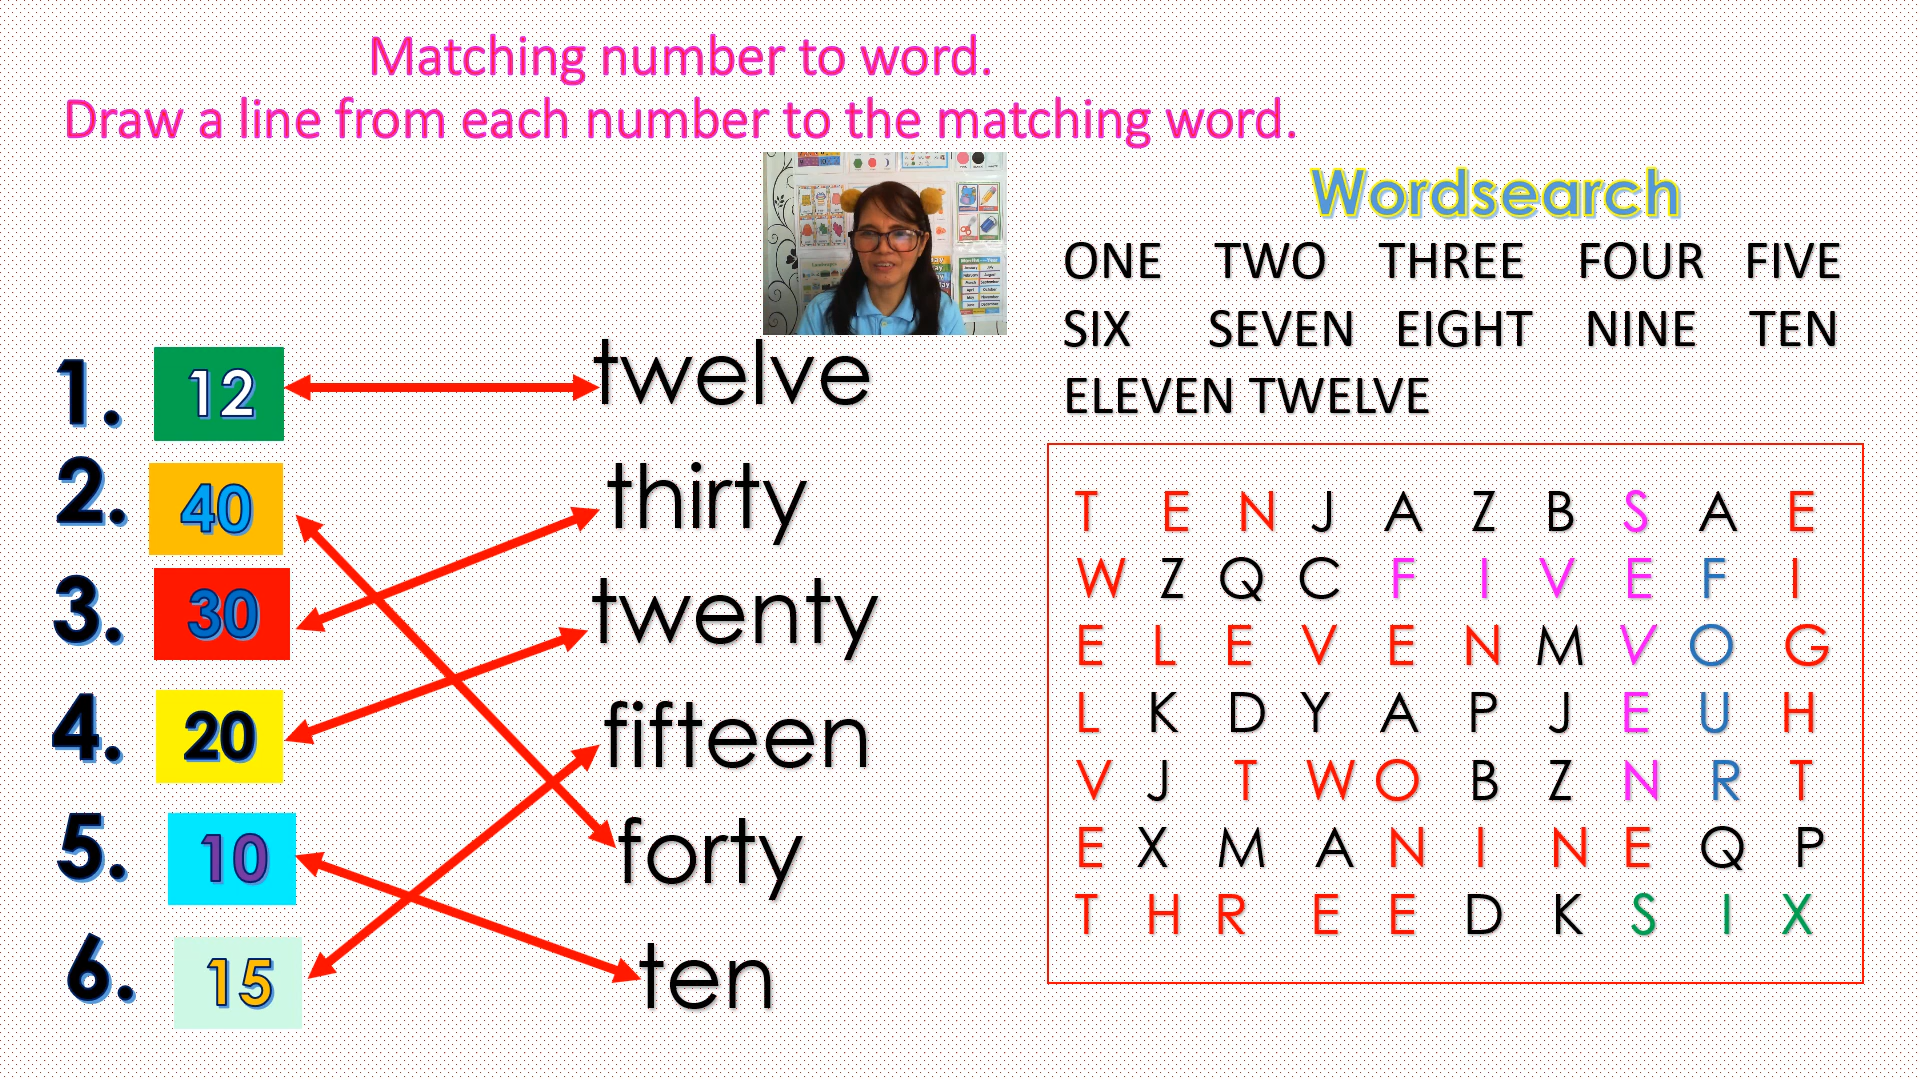 Matching number to word.
Draw a line from each number to the matching word.
1. 12 twelve
2. 40 thirty
3. 30 twenty
4. 20 fifteen
5. 10 forty
6. 15 ten
Wordsearch
ONE TWO THREE FOUR FIVE
SIX SEVEN EIGHT NINE TEN
ELEVEN TWELVE
T E N J A Z B S A E
W Z Q C F I V E F I
E L E V E N M V O G
L K D Y A P J E U H
V J T W O B Z N R T
E X M A N I N E Q P
T H R E E D K S I X